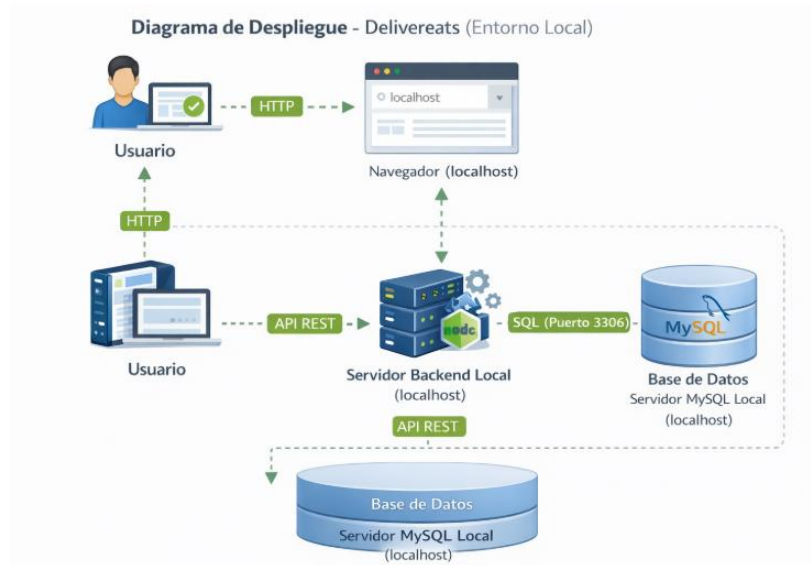 Diagrama de Despliegue - Delivereats (Entorno Local)
HTTP
localhost
Usuario
Navegador (localhost)
HTTP
API REST
nodc
SQL (Puerto 3306)
MySQL
Usuario
Servidor Backend Local
(localhost)
Base de Datos
Servidor MySQL Local
(localhost)
API REST
Base de Datos
Servidor MySQL Local
(localhost)